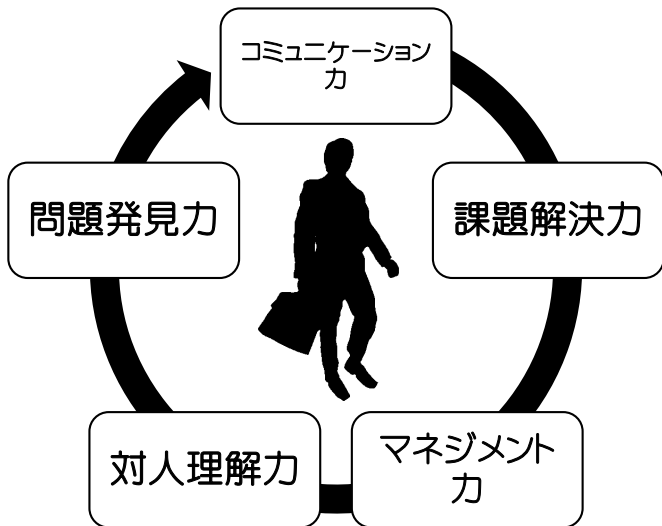 コミュニケーション
力
課題解決力
マネジメント
力
対人理解力
問題発見力